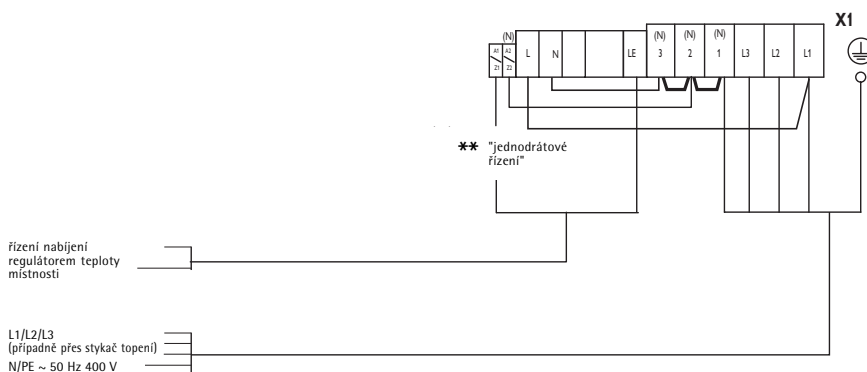 X1
(N) (N) (N) (N)
A1 A2 L N LE 3 2 1 L3 L2 L1
Z1 Z2
** "jednodrátové
řízení"
řízení nabíjení
regulátorem teploty
místnosti
L1/L2/L3
(případně přes stykač topení)
N/PE ~ 50 Hz 400 V